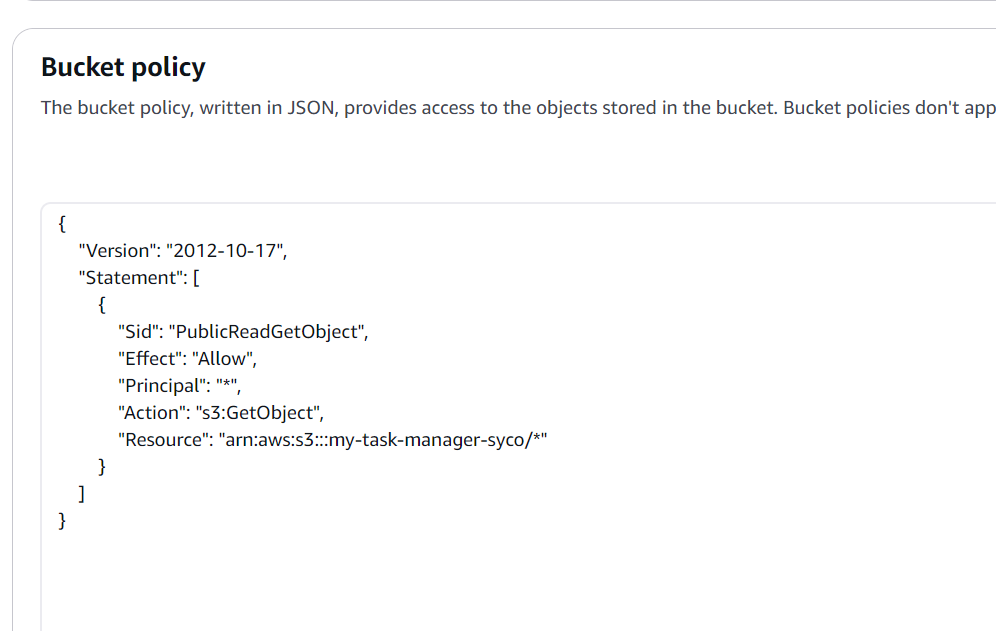 Bucket policy
The bucket policy, written in JSON, provides access to the objects stored in the bucket. Bucket policies don't app
{
"Version": "2012-10-17",
"Statement": [
{
"Sid": "PublicReadGetObject",
"Effect": "Allow",
"Principal": "*",
"Action": "s3:GetObject",
"Resource": "arn:aws:s3:::my-task-manager-syco/*"
}
]
}